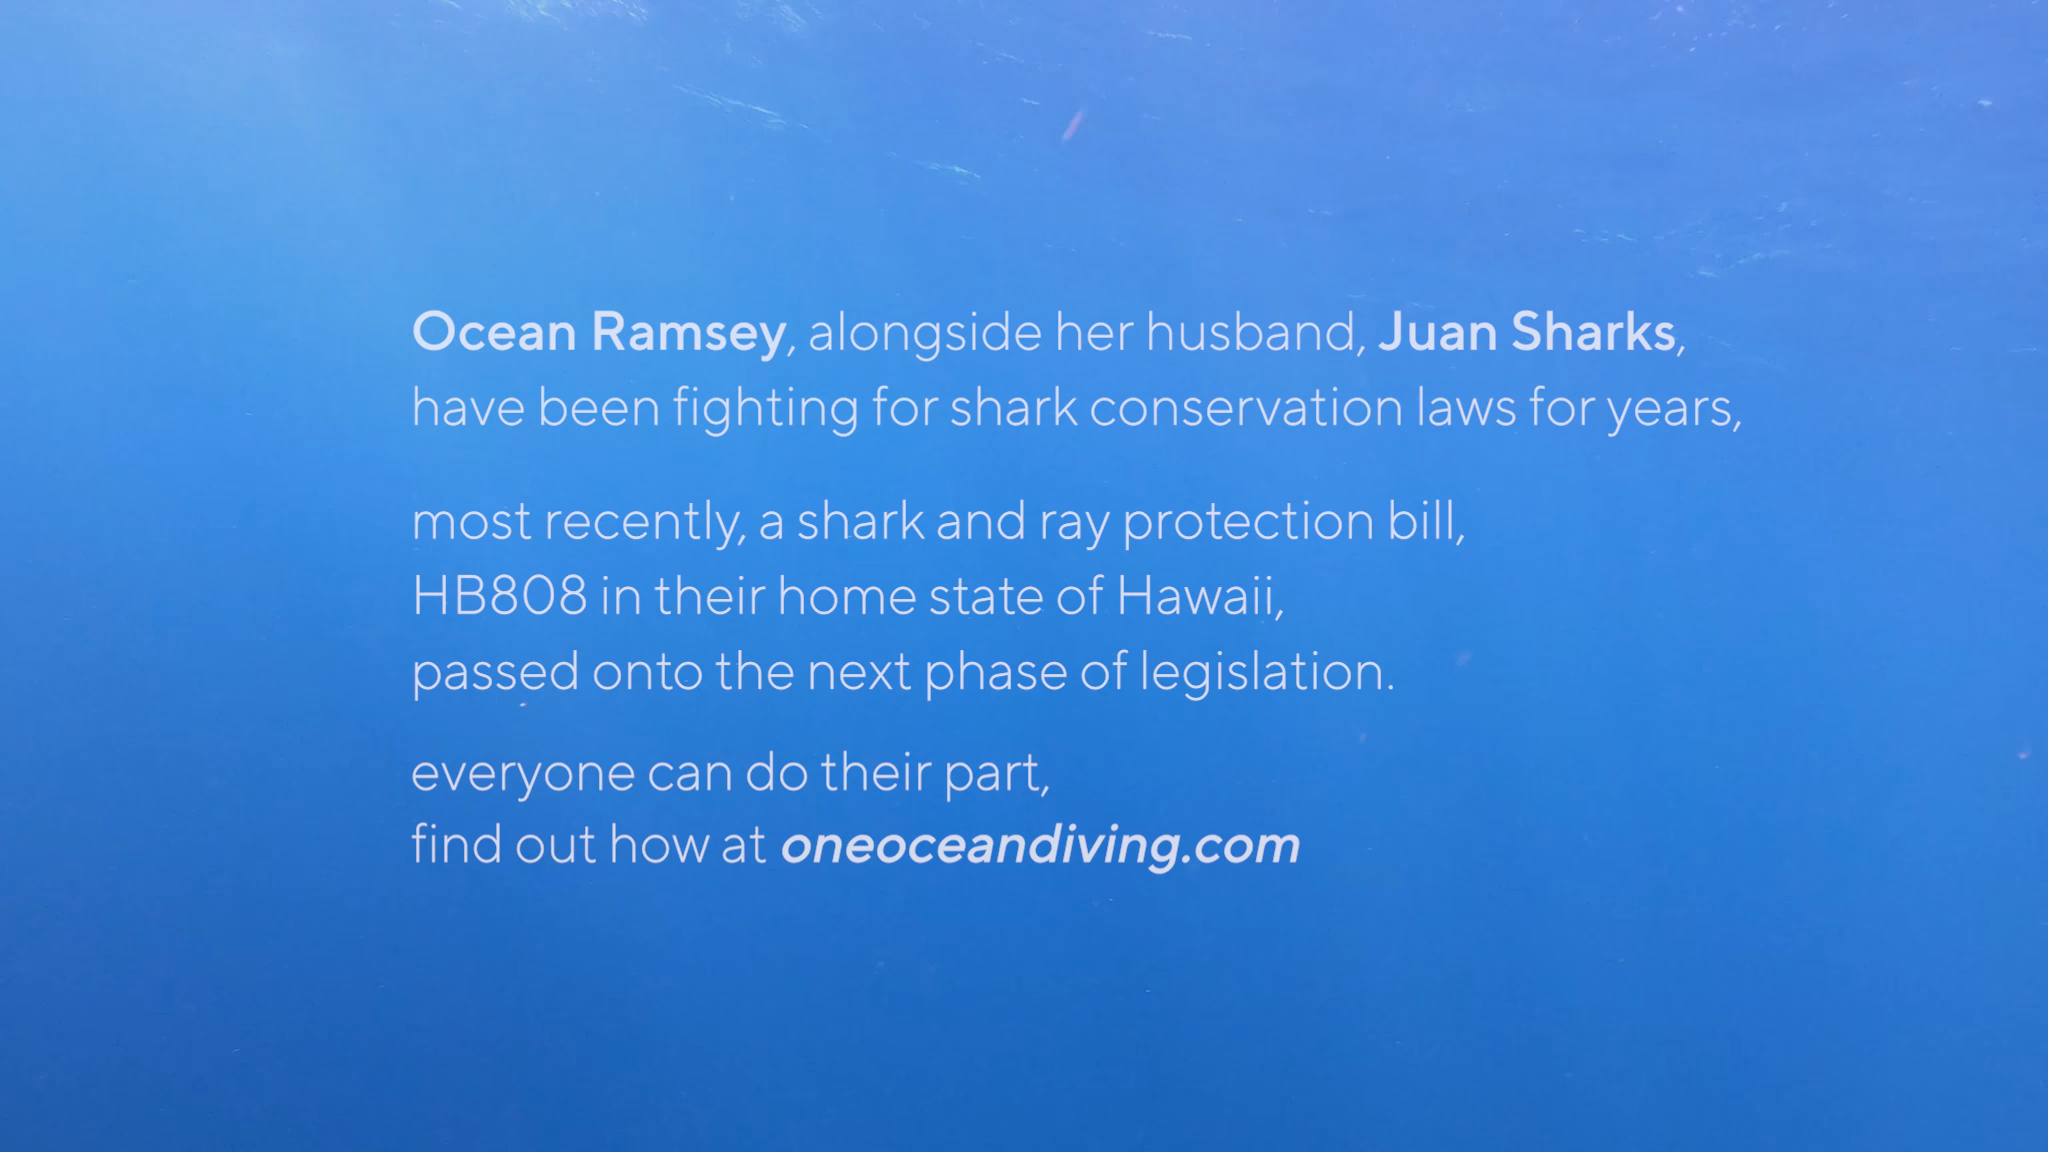 Ocean Ramsey, alongside her husband, Juan Sharks,
have been fighting for shark conservation laws for years,
most recently, a shark and ray protection bill,
HB808 in their home state of Hawaii,
passed onto the next phase of legislation.
everyone can do their part,
find out how at oneoceandiving.com